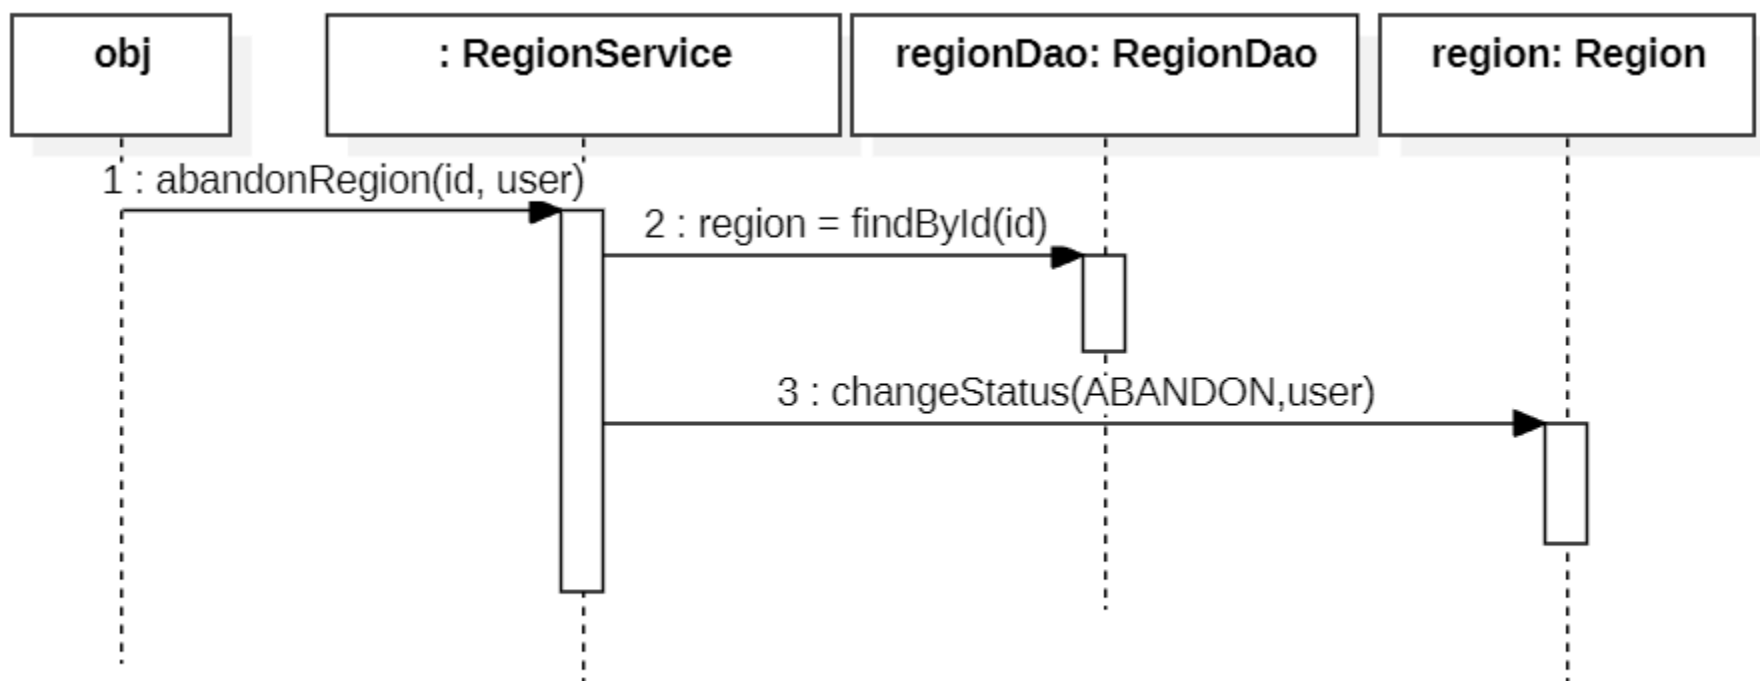 obj
: RegionService
regionDao: RegionDao
region: Region
1 : abandonRegion(id, user)
2 : region = findById(id)
3 : changeStatus(ABANDON,user)